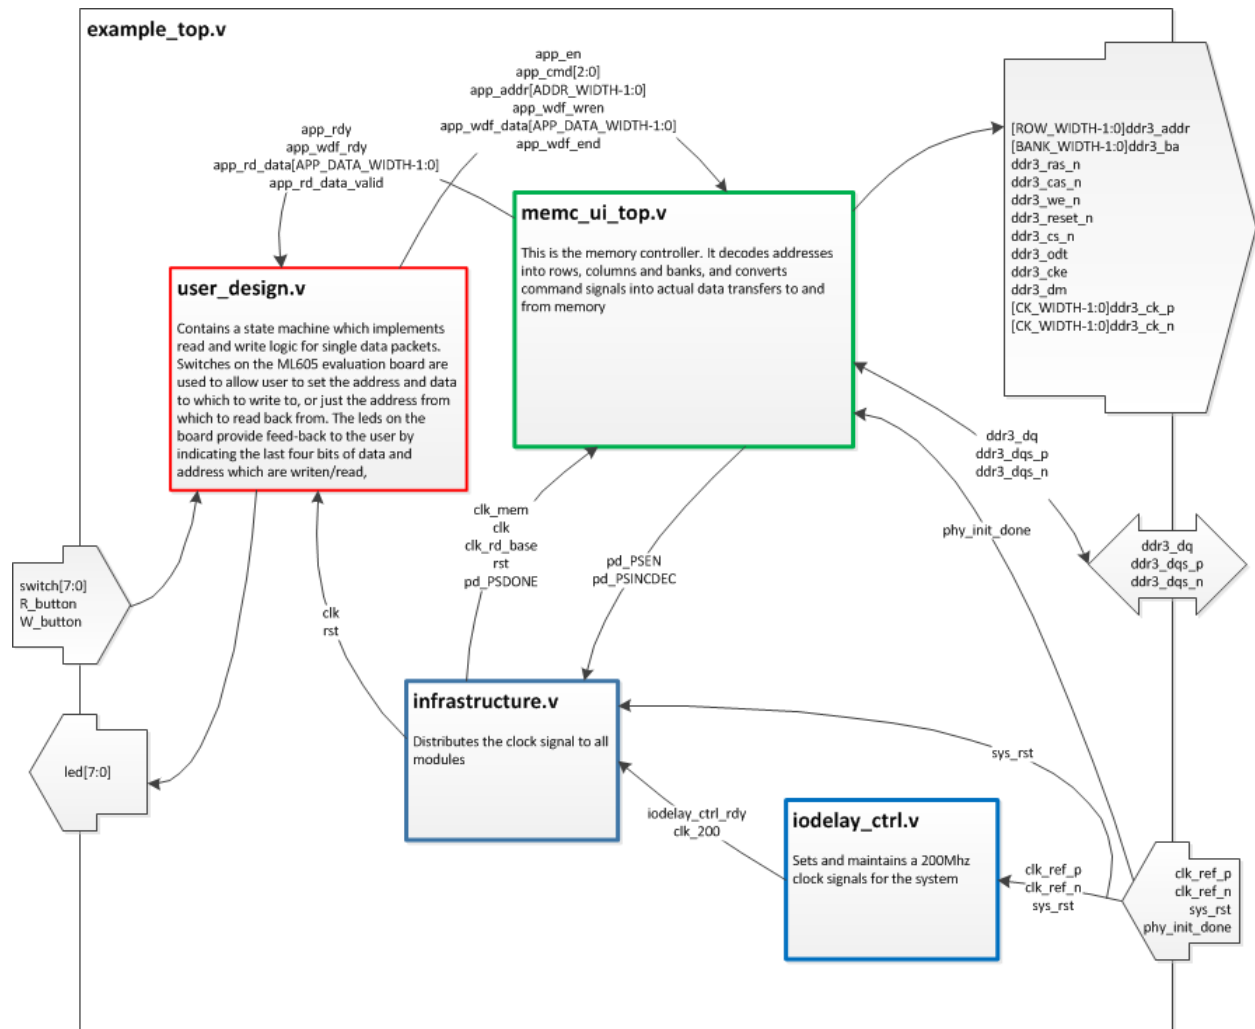 example_top.v
app_en
app_cmd[2:0]
app_addr[ADDR_WIDTH-1:0]
app_wdf_wren
app_wdf_data[APP_DATA_WIDTH-1:0]
app_wdf_end
app_rdy
app_wdf_rdy
app_rd_data[APP_DATA_WIDTH-1:0]
app_rd_data_valid
[ROW_WIDTH-1:0]ddr3_addr
[BANK_WIDTH-1:0]ddr3_ba
ddr3_ras_n
ddr3_cas_n
ddr3_we_n
ddr3_reset_n
ddr3_cs_n
ddr3_odt
ddr3_cke
ddr3_dm
[CK_WIDTH-1:0]ddr3_ck_p
[CK_WIDTH-1:0]ddr3_ck_n
memc_ui_top.v
This is the memory controller. It decodes addresses
into rows, columns and banks, and converts
command signals into actual data transfers to and
from memory
user_design.v
Contains a state machine which implements
read and write logic for single data packets.
Switches on the ML605 evaluation board are
used to allow user to set the address and data
to which to write to, or just the address from
which to read back from. The leds on the
board provide feed-back to the user by
indicating the last four bits of data and
address which are writen/read,
ddr3_dq
ddr3_dqs_p
ddr3_dqs_n
clk_mem
clk
clk_rd_base
rst
pd_PSDONE
pd_PSEN
pd_PSINCDEC
phy_init_done
ddr3_dq
ddr3_dqs_p
ddr3_dqs_n
switch[7:0]
R_button
W_button
clk
rst
infrastructure.v
Distributes the clock signal to all
modules
led[7:0]
sys_rst
iodelay_ctrl_rdy
clk_200
iodelay_ctrl.v
Sets and maintains a 200Mhz
clock signals for the system
clk_ref_p
clk_ref_n
sys_rst
clk_ref_p
clk_ref_n
sys_rst
phy_init_done